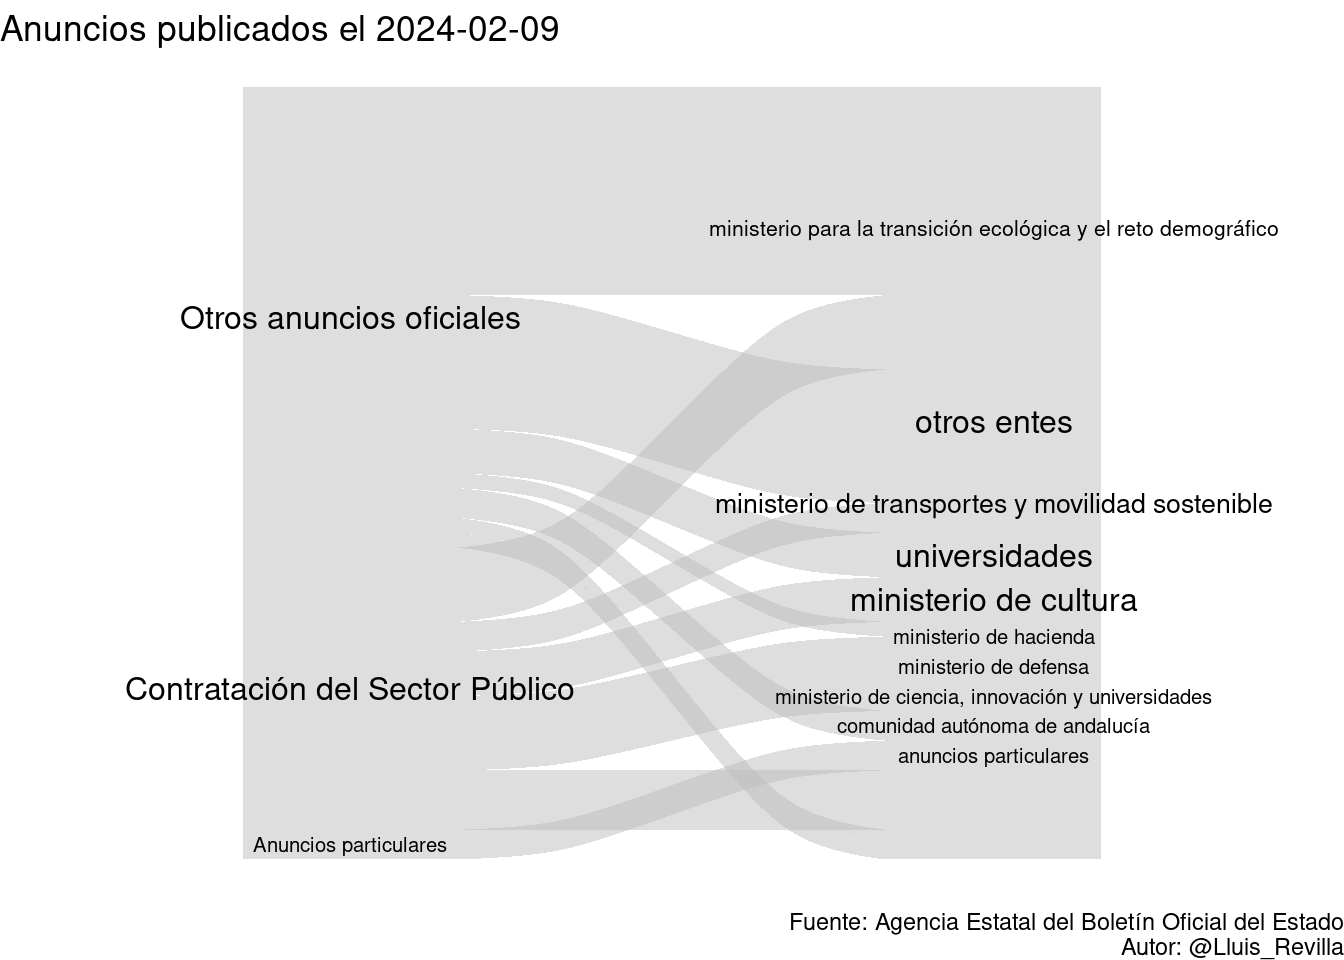 Anuncios publicados el 2024-02-09
ministerio para la transición ecológica y el reto demográfico
Otros anuncios oficiales
otros entes
ministerio de transportes y movilidad sostenible
universidades
ministerio de cultura
ministerio de hacienda
ministerio de defensa
Contratación del Sector Público
ministerio de ciencia, innovación y universidades
comunidad autónoma de andalucía
anuncios particulares
Anuncios particulares
Fuente: Agencia Estatal del Boletín Oficial del Estado
Autor: @Lluis_Revilla